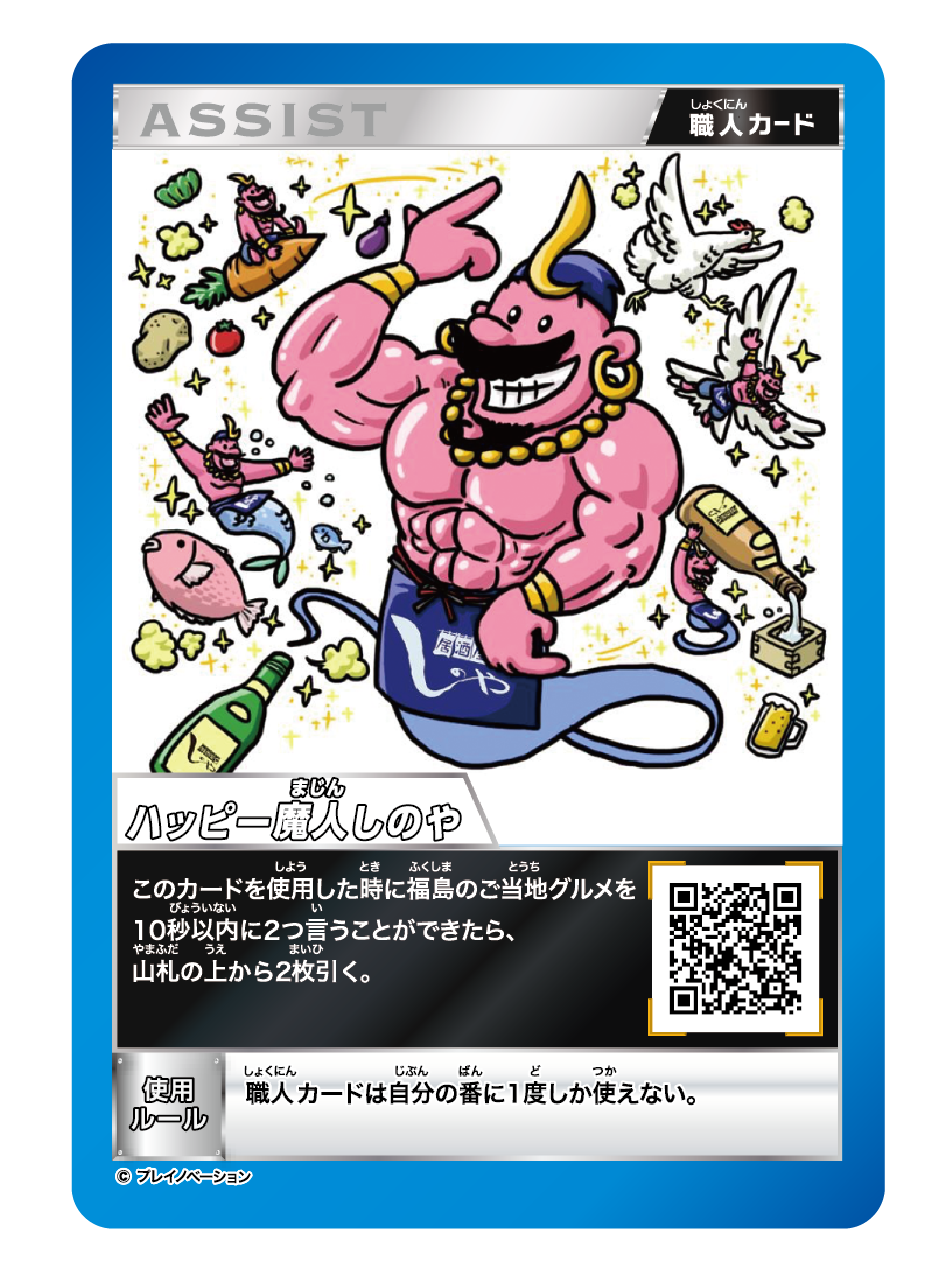 ASSIST
しょくにん
職人カード
居酒
しのや
まじん
ハッピー魔人しのや
しよう とき ふくしま とうち
このカードを使用した時に福島のご当地グルメを
びょういない い
10秒以内に2つ言うことができたら、
やまふだ うえ まいひ
山札の上から2枚引く。
使用
ルール
しょくにん じぶん ばん ど つか
職人カードは自分の番に1度しか使えない。
© プレイノベーション